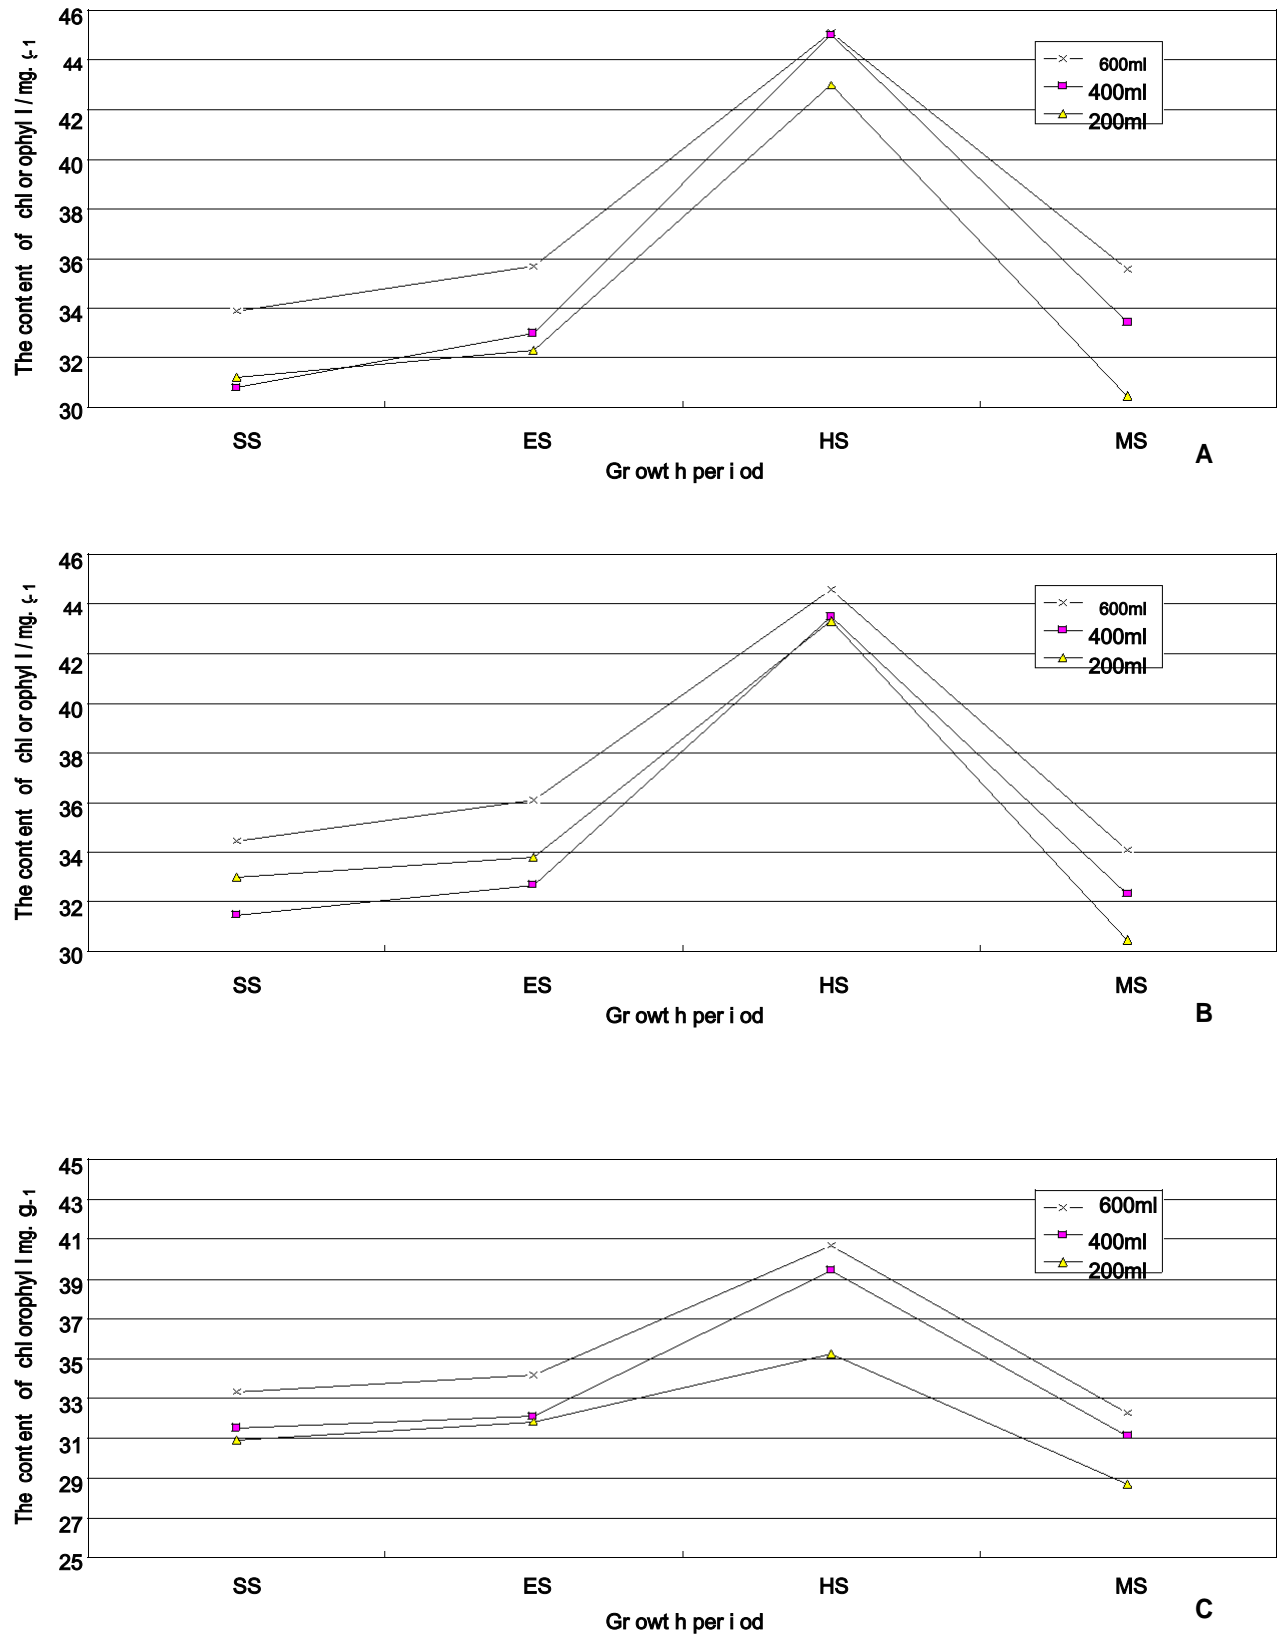 The content of chlorophyll/mg. g-1
46
44
42
40
38
36
34
32
30
600ml
400ml
200ml
SS ES HS MS
Growth period
A
The content of chlorophyll/mg. g-1
46
44
42
40
38
36
34
32
30
600ml
400ml
200ml
SS ES HS MS
Growth period
B
The content of chlorophyll mg. g-1
45
43
41
39
37
35
33
31
29
27
25
600ml
400ml
200ml
SS ES HS MS
Growth period
C